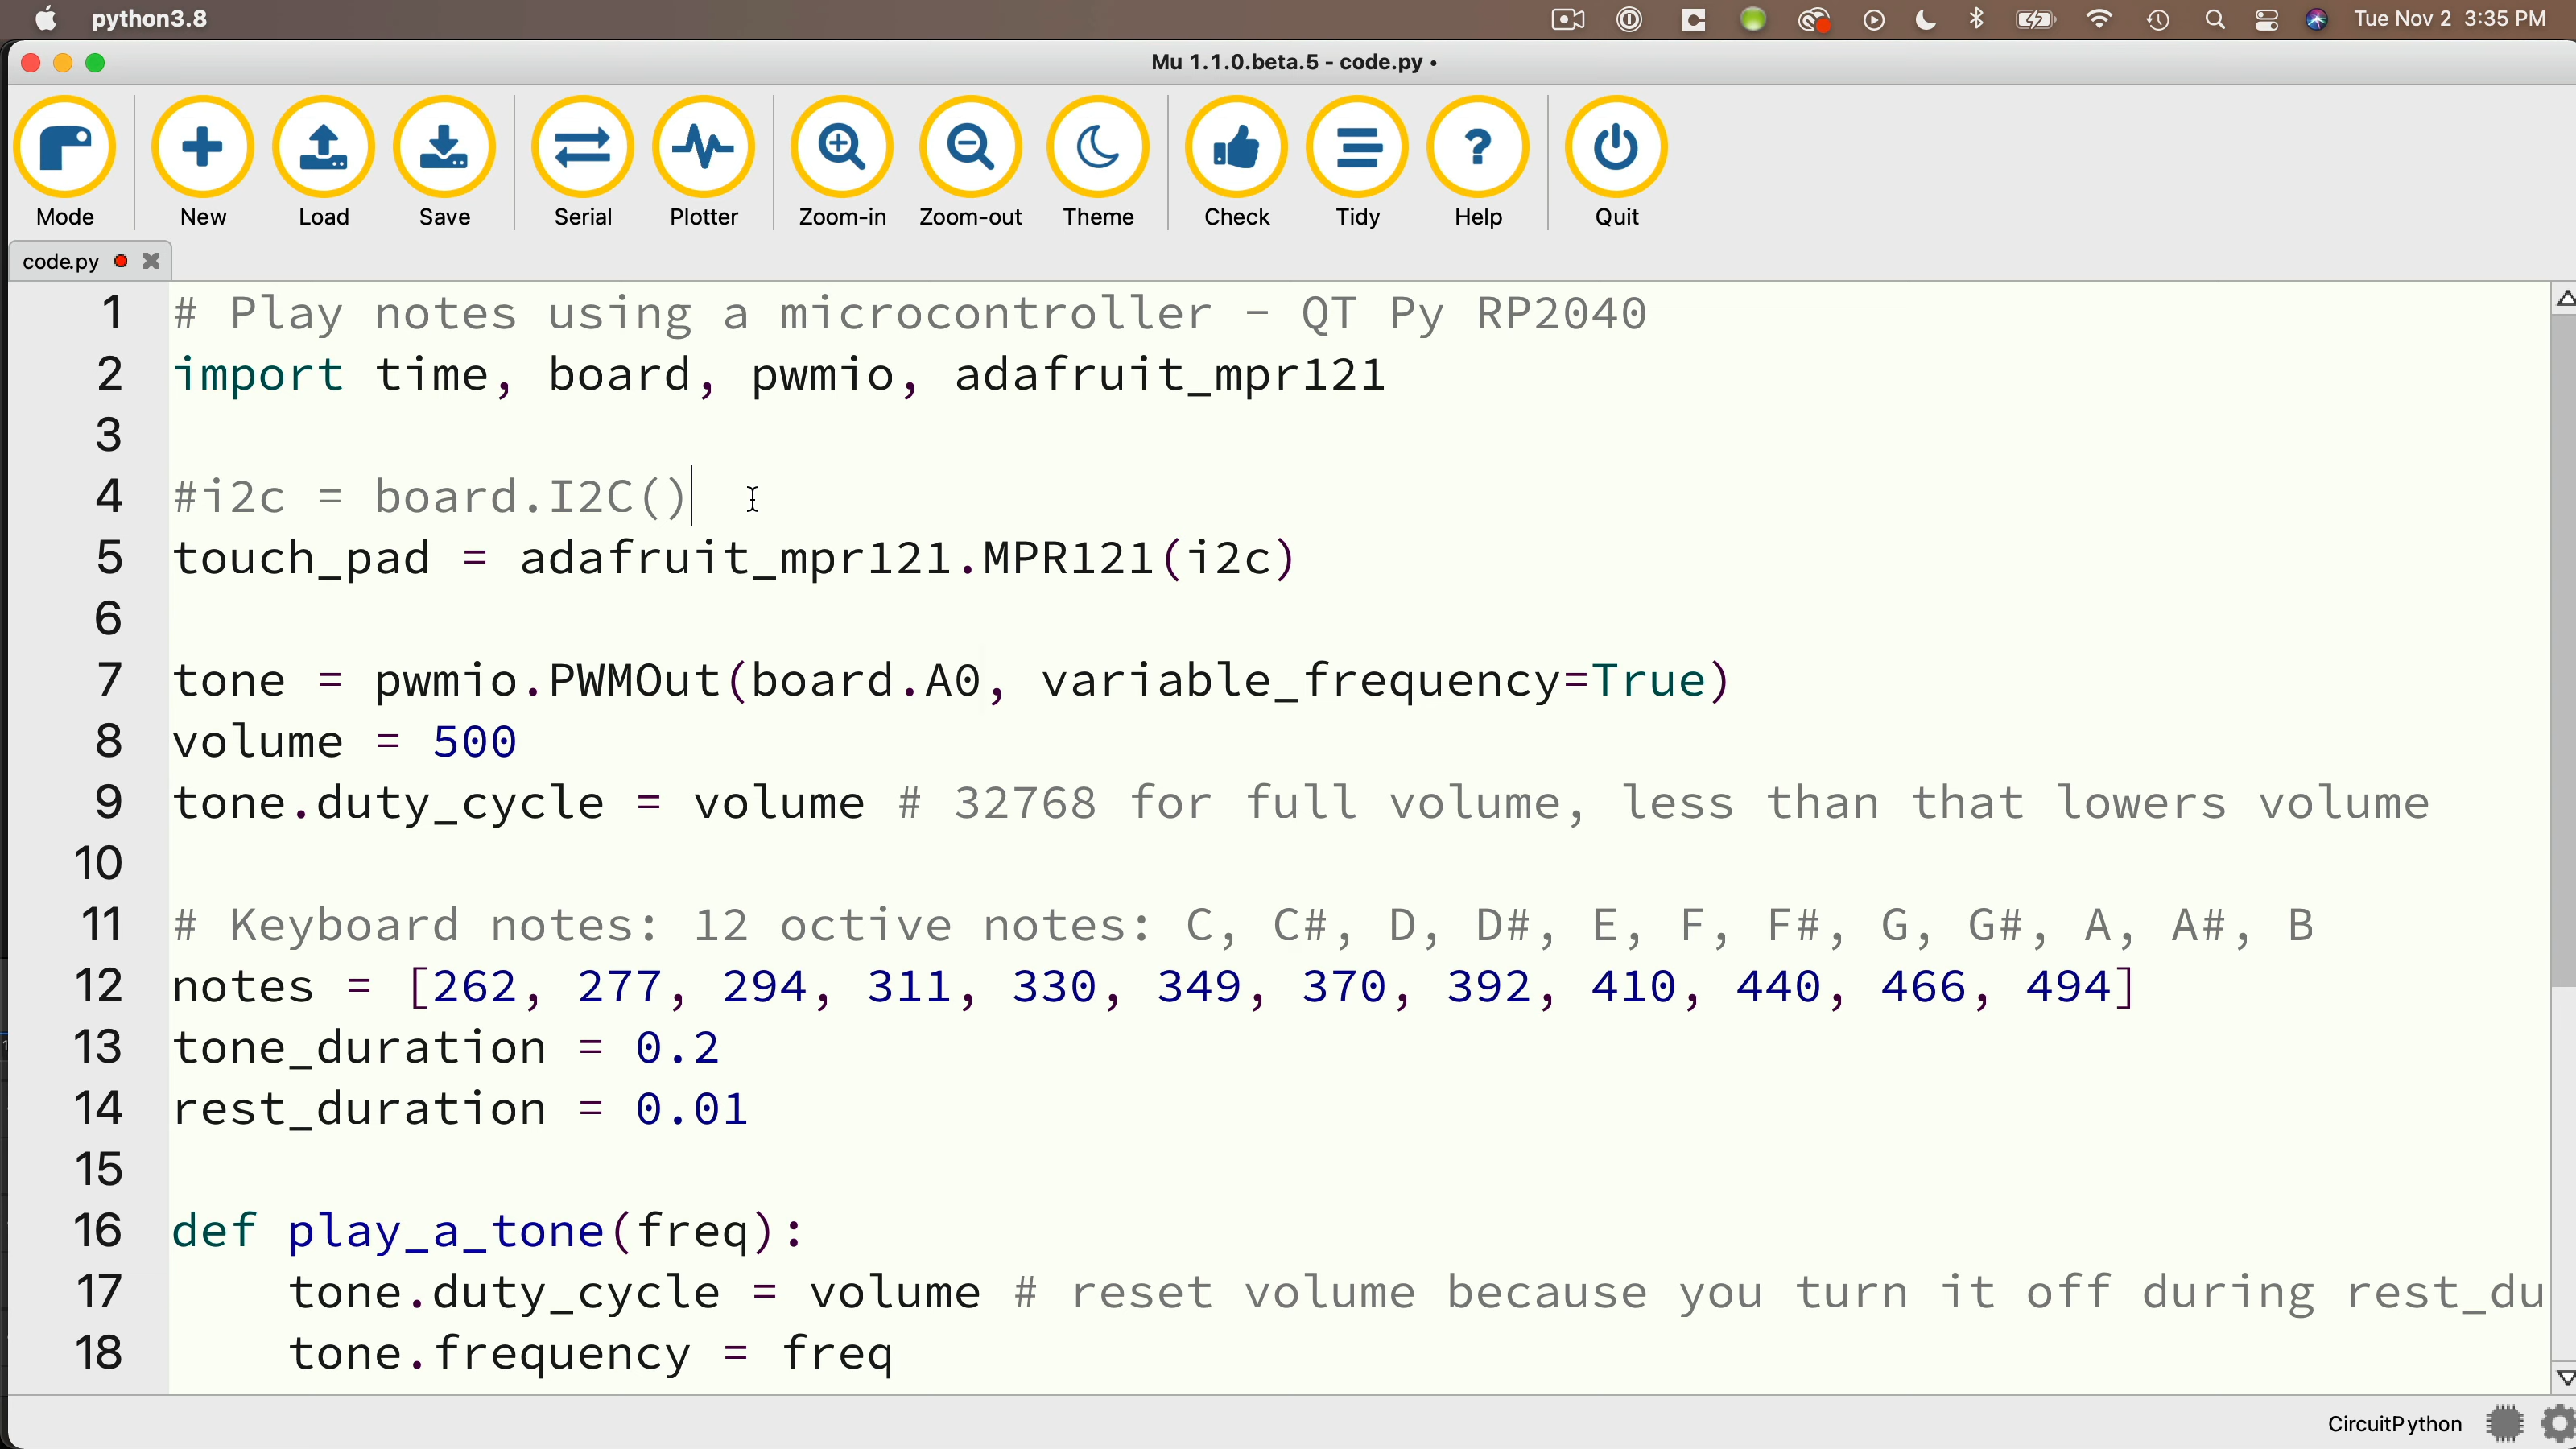 python3.8
Tue Nov 2 3:35 PM
Mu 1.1.0.beta.5 - code.py •
Mode
New
Load
Save
Serial
Plotter
Zoom-in
Zoom-out
Theme
Check
Tidy
Help
Quit
code.py
1 # Play notes using a microcontroller - QT Py RP2040
2 import time, board, pwmio, adafruit_mpr121
3
4 #i2c = board.I2C()
5 touch_pad = adafruit_mpr121.MPR121(i2c)
6
7 tone = pwmio.PWMOut(board.A0, variable_frequency=True)
8 volume = 500
9 tone.duty_cycle = volume # 32768 for full volume, less than that lowers volume
10
11 # Keyboard notes: 12 octive notes: C, C#, D, D#, E, F, F#, G, G#, A, A#, B
12 notes = [262, 277, 294, 311, 330, 349, 370, 392, 410, 440, 466, 494]
13 tone_duration = 0.2
14 rest_duration = 0.01
15
16 def play_a_tone(freq):
17     tone.duty_cycle = volume # reset volume because you turn it off during rest_du
18     tone.frequency = freq
CircuitPython